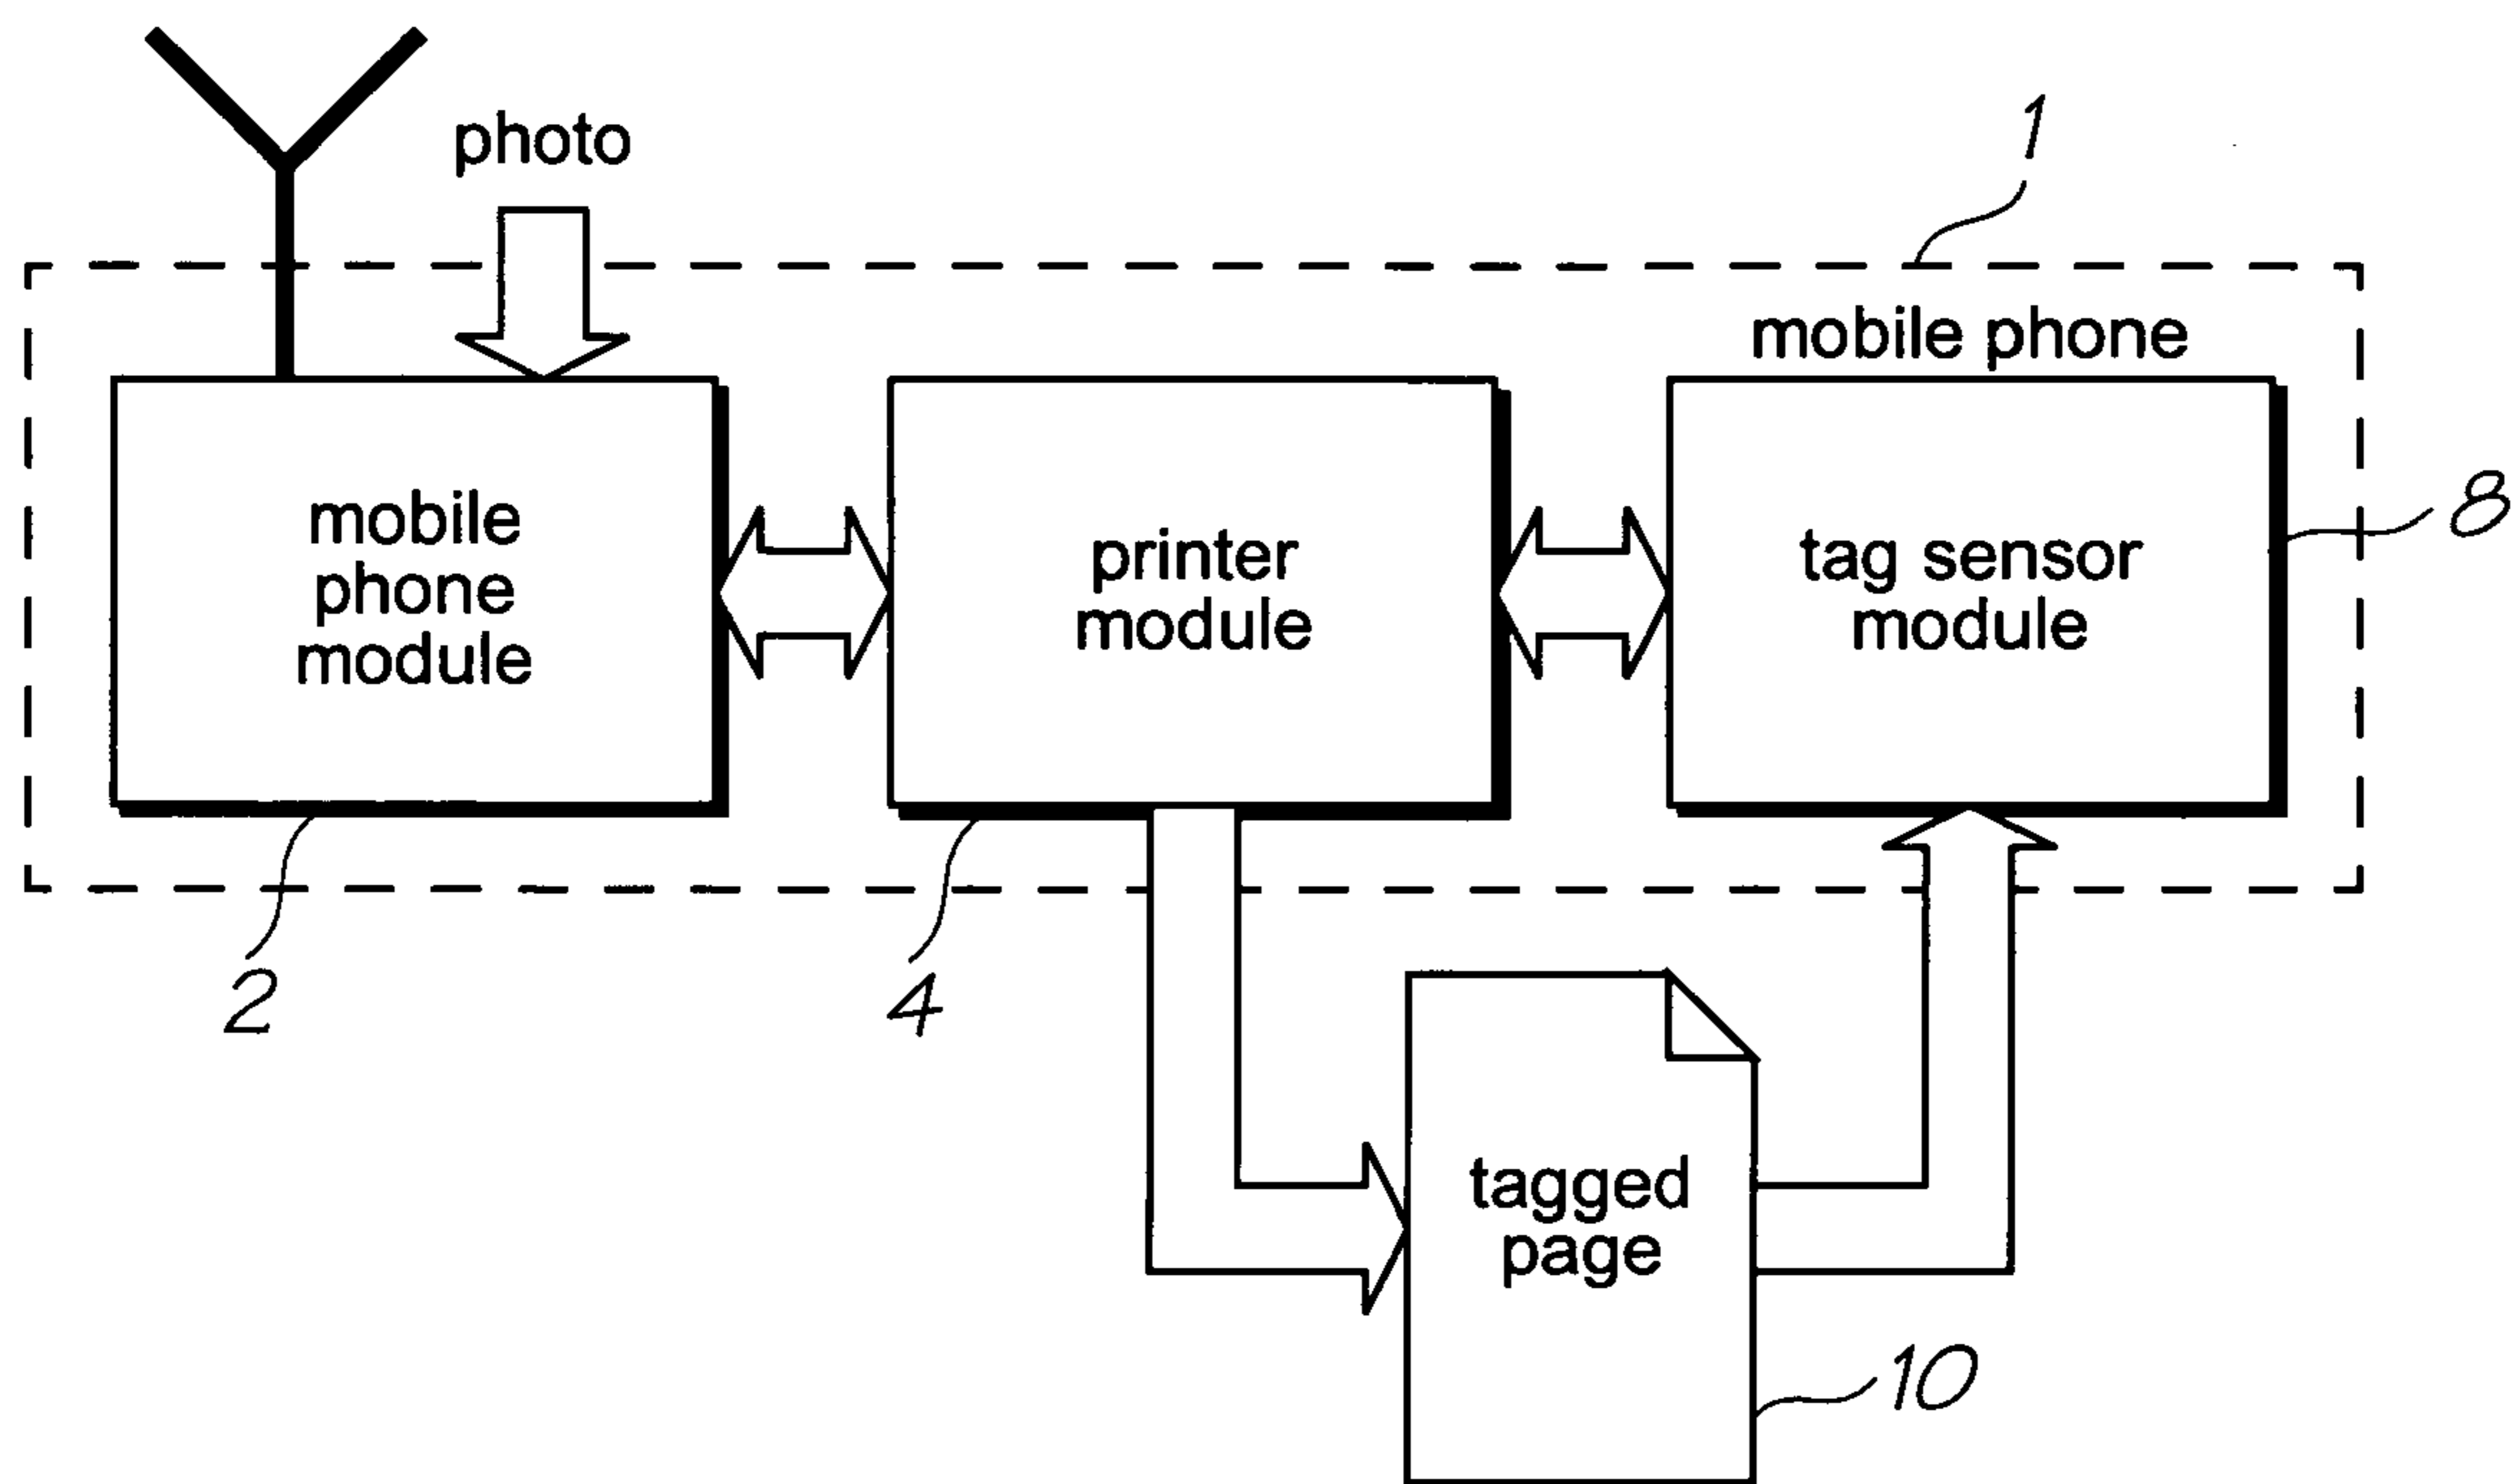 photo
1
mobile phone
mobile
phone
module
printer
module
tag sensor
module
8
2
4
tagged
page
10